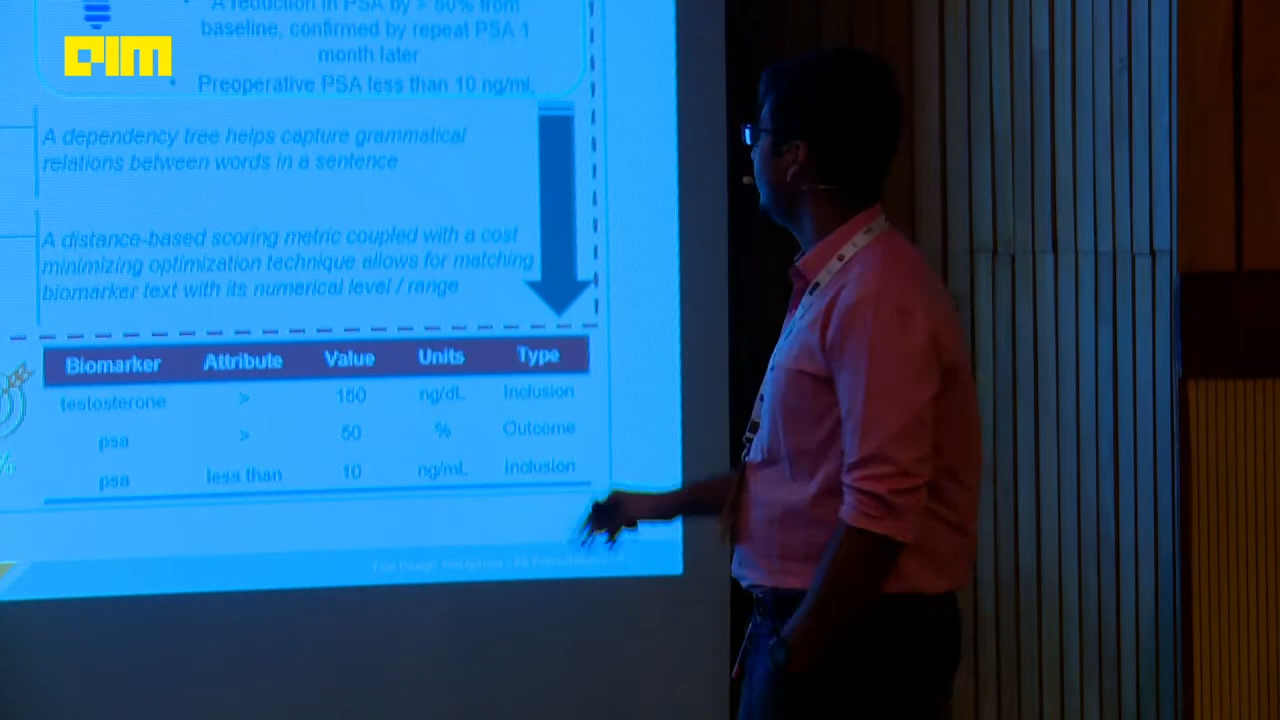 AIM
A reduction in PSA by > 50% from
baseline, confirmed by repeat PSA 1
month later
Preoperative PSA less than 10 ng/ml,
A dependency tree helps capture grammatical
relations between words in a sentence
A distance-based scoring metric coupled with a cost
minimizing optimization technique allows for matching
biomarker text with its numerical level / range
Biomarker Attribute Value Units Type
testosterone > 150 ng/dL Inclusion
psa > 50 % Outcome
psa less than 10 ng/mL Inclusion